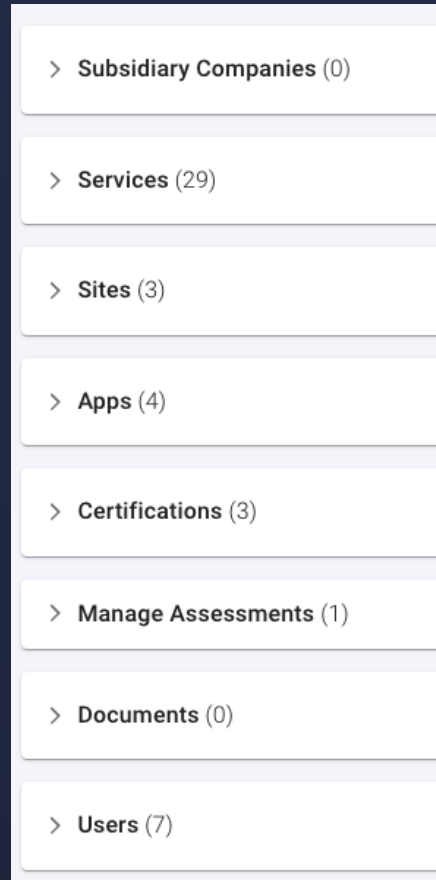 Subsidiary Companies (0)
Services (29)
Sites (3)
Apps (4)
Certifications (3)
Manage Assessments (1)
Documents (0)
Users (7)